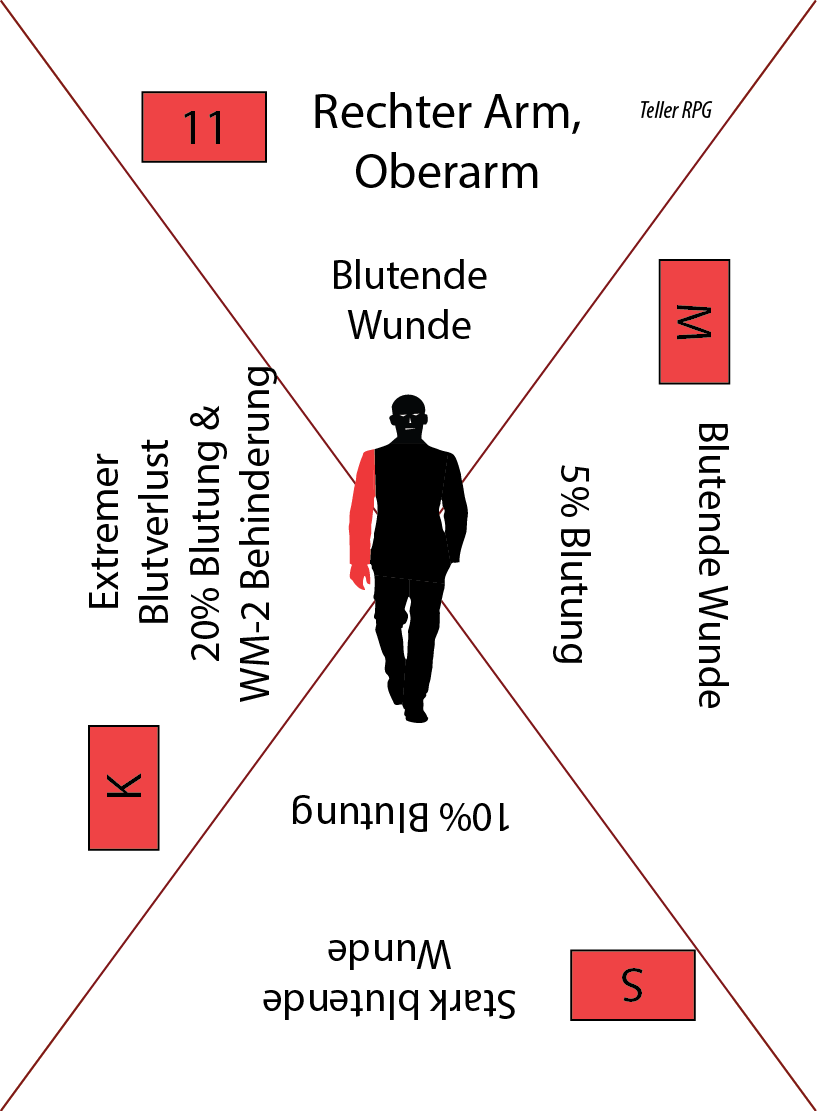 11
Rechter Arm,
Oberarm
Teller RPG
Blutende
Wunde
M
Blutende Wunde
5% Blutung
S
Stark blutende
Wunde
10% Blutung
K
Extremer
Blutverlust
20% Blutung &
WM-2 Behinderung